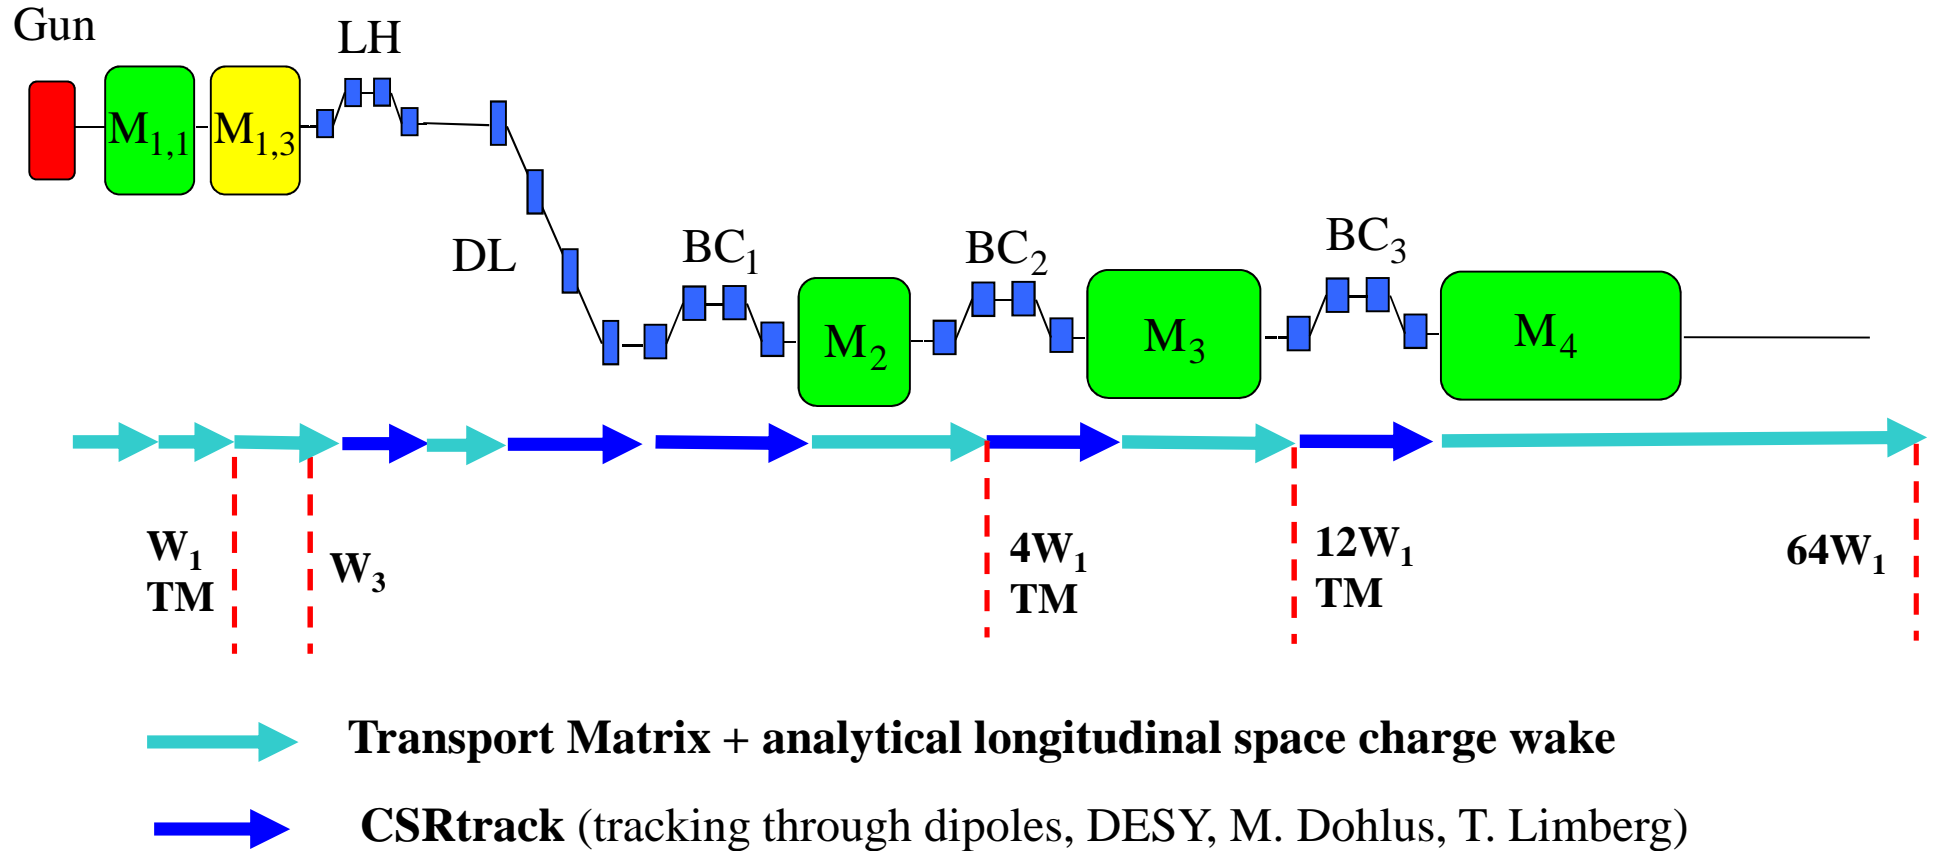 Gun
LH
M1,1
M1,3
DL
BC1
BC2
BC3
M2
M3
M4
W1
TM
W3
4W1
TM
12W1
TM
64W1
Transport Matrix + analytical longitudinal space charge wake
CSRtrack (tracking through dipoles, DESY, M. Dohlus, T. Limberg)